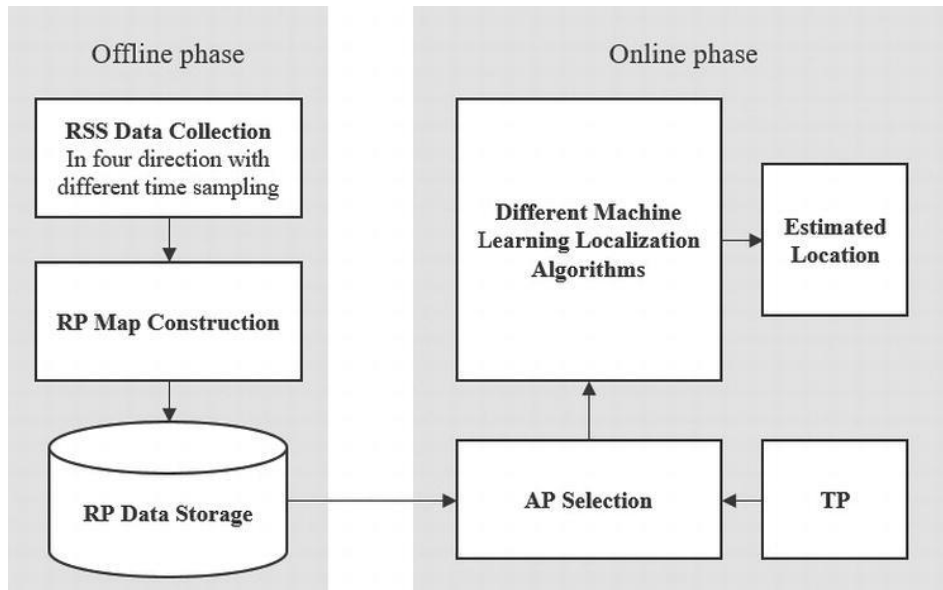 Offline phase
RSS Data Collection
In four direction with
different time sampling
RP Map Construction
RP Data Storage
Online phase
Different Machine
Learning Localization
Algorithms
Estimated
Location
AP Selection
TP